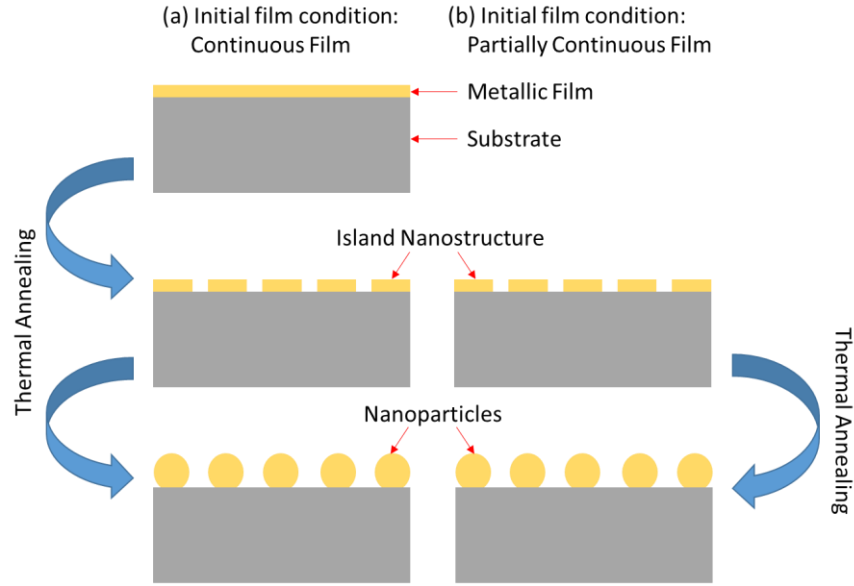 (a) Initial film condition:
Continuous Film
(b) Initial film condition:
Partially Continuous Film
Metallic Film
Substrate
Island Nanostructure
Thermal Annealing
Nanoparticles
Thermal Annealing